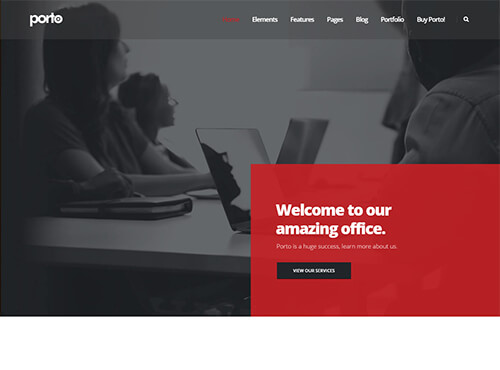 porto
Home Elements Features Pages Blog Portfolio Buy Porto!
Welcome to our
amazing office.
Porto is a huge success, learn more about us.
VIEW OUR SERVICES